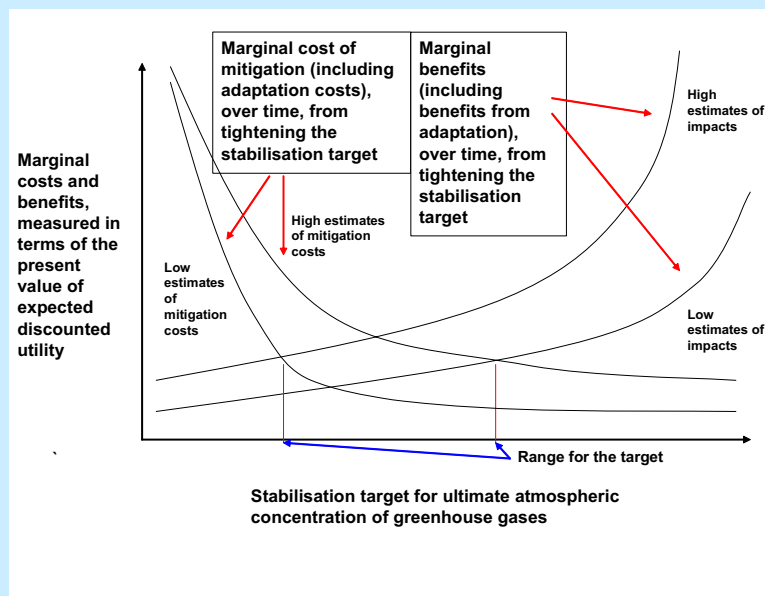 Marginal cost of
mitigation (including
adaptation costs),
over time, from
tightening the
stabilisation target
Marginal
benefits
(including
benefits from
adaptation),
over time, from
tightening the
stabilisation
target
High
estimates of
impacts
Marginal
costs and
benefits,
measured in
terms of the
present
value of
expected
discounted
utility
High estimates
of mitigation
costs
Low
estimates
of
mitigation
costs
Low
estimates of
impacts
`
Range for the target
Stabilisation target for ultimate atmospheric
concentration of greenhouse gases